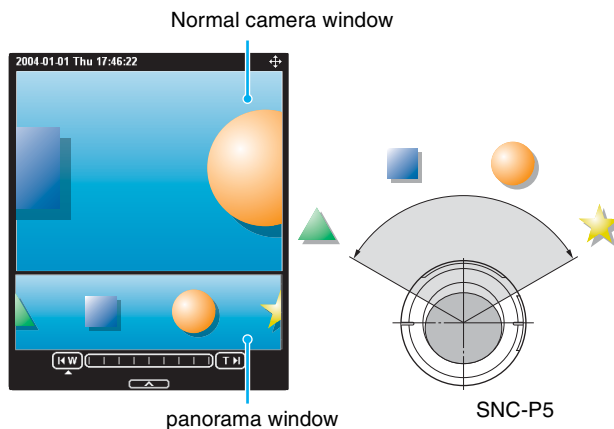 Normal camera window
2004-01-01 Thu 17:46:22
W
T
panorama window
SNC-P5